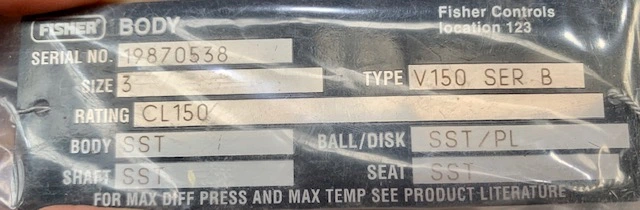 FISHER BODY
Fisher Controls
location 123
SERIAL NO. 19870538
SIZE 3 TYPE V150 SER B
RATING CL150
BODY SST BALL/DISK SST/PL
SHAFT SST SEAT SST
FOR MAX DIFF PRESS AND MAX TEMP SEE PRODUCT LITERATURE